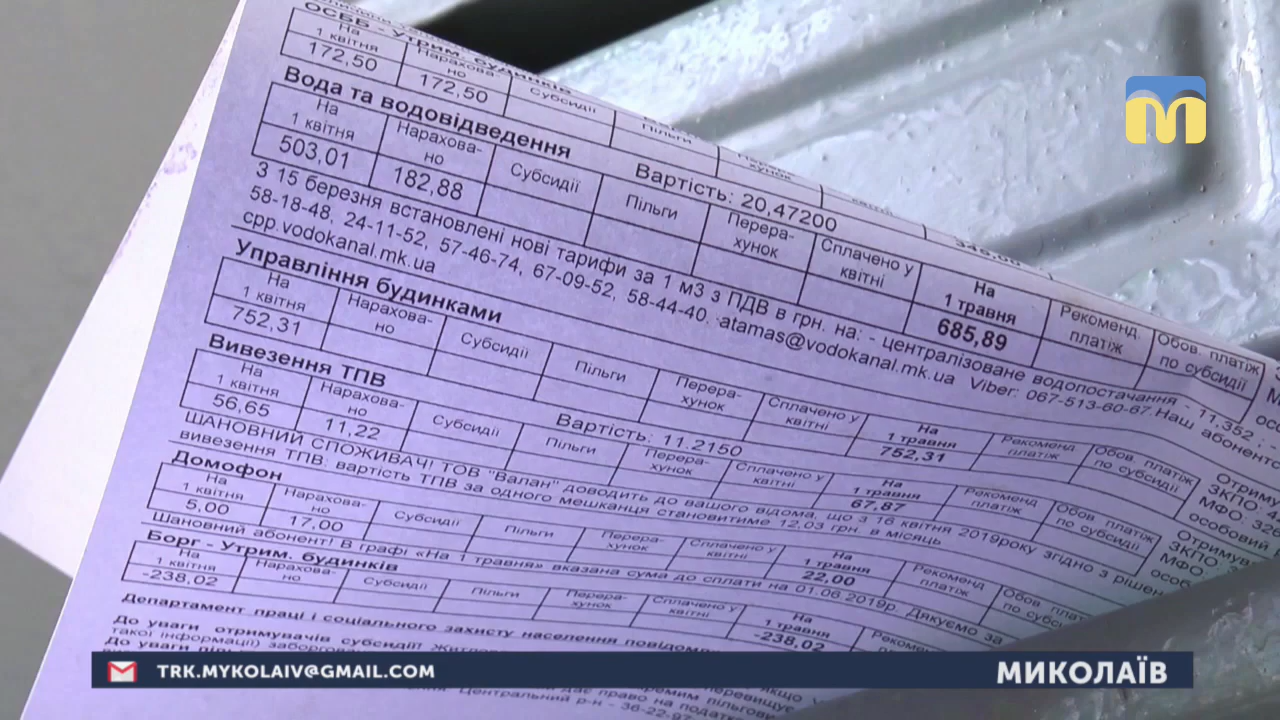 ОСББ - Утрим. будинків
На 1 квітня Нарахова-но Субсидії Пільги
172,50 172,50 345,00
Вода та водовідведення Вартість: 20,47200
На 1 квітня Нарахова-но Субсидії Пільги Перера-хунок Сплачено у квітні На 1 травня Рекоменд. платіж Обов. платіж по субсидії
503,01 182,88 685,89
З 15 березня встановлені нові тарифи за 1 м3 з ПДВ в грн. на: - централізоване водопостачання - 11,352 ; -
58-18-48, 24-11-52, 57-46-74, 67-09-52, 58-44-40. atamas@vodokanal.mk.ua Viber: 067-513-60-67.Наш
cpp.vodokanal.mk.ua
Управління будинками
На 1 квітня Нарахова-но Субсидії Пільги Перера-хунок Сплачено у квітні На 1 травня Рекоменд. платіж Обов. платіж по субсидії
752,31 752,31
Вивезення ТПВ Вартість: 11.2150
На 1 квітня Нарахова-но Субсидії Пільги Перера-хунок Сплачено у квітні На 1 травня Рекоменд. платіж Обов. платіж по субсидії
56,65 11,22 67,87
ШАНОВНИЙ СПОЖИВАЧ! ТОВ "Валан" доводить до вашого відома, що з 16 квітня 2019року згідно з
вивезення ТПВ: вартість ТПВ за одного мешканця становитиме 12,03 грн. в місяць
Домофон
На 1 квітня Нарахова-но Субсидії Пільги Перера-хунок Сплачено у квітні На 1 травня Рекоменд. платіж Обов. платіж по субсидії
5,00 17,00 22,00
Шановний абонент! В графі «На 1 травня» вказана сума до сплати на 01.06 2019р. Дякуємо за
Борг - Утрим. будинків
На 1 квітня Нарахова-но Субсидії Пільги Перера-хунок Сплачено у квітні На 1 травня
-238,02 -238,02
Департамент праці і соціального захисту населення
До уваги отримувачів субсидії!
TRK.MYKOLAIV@GMAIL.COM
МИКОЛАЇВ